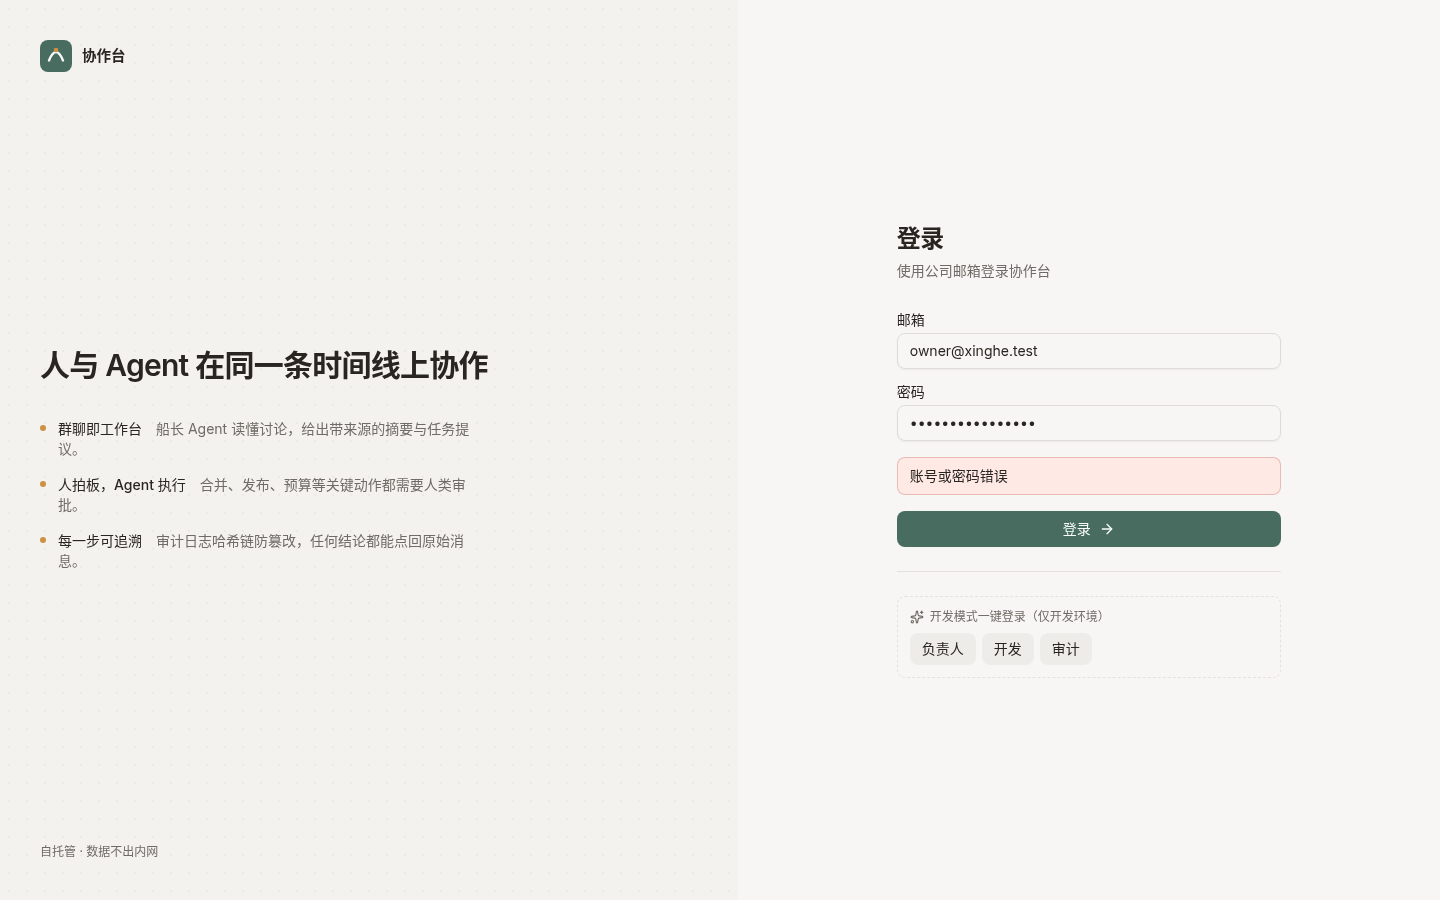 协作台
人与 Agent 在同一条时间线上协作
群聊即工作台 船长 Agent 读懂讨论，给出带来源的摘要与任务提
议。
人拍板，Agent 执行 合并、发布、预算等关键动作都需要人类审
批。
每一步可追溯 审计日志哈希链防篡改，任何结论都能点回原始消
息。
自托管 · 数据不出内网
登录
使用公司邮箱登录协作台
邮箱
owner@xinghe.test
密码
••••••••••••••••
账号或密码错误
登录 →
开发模式一键登录（仅开发环境）
负责人 开发 审计